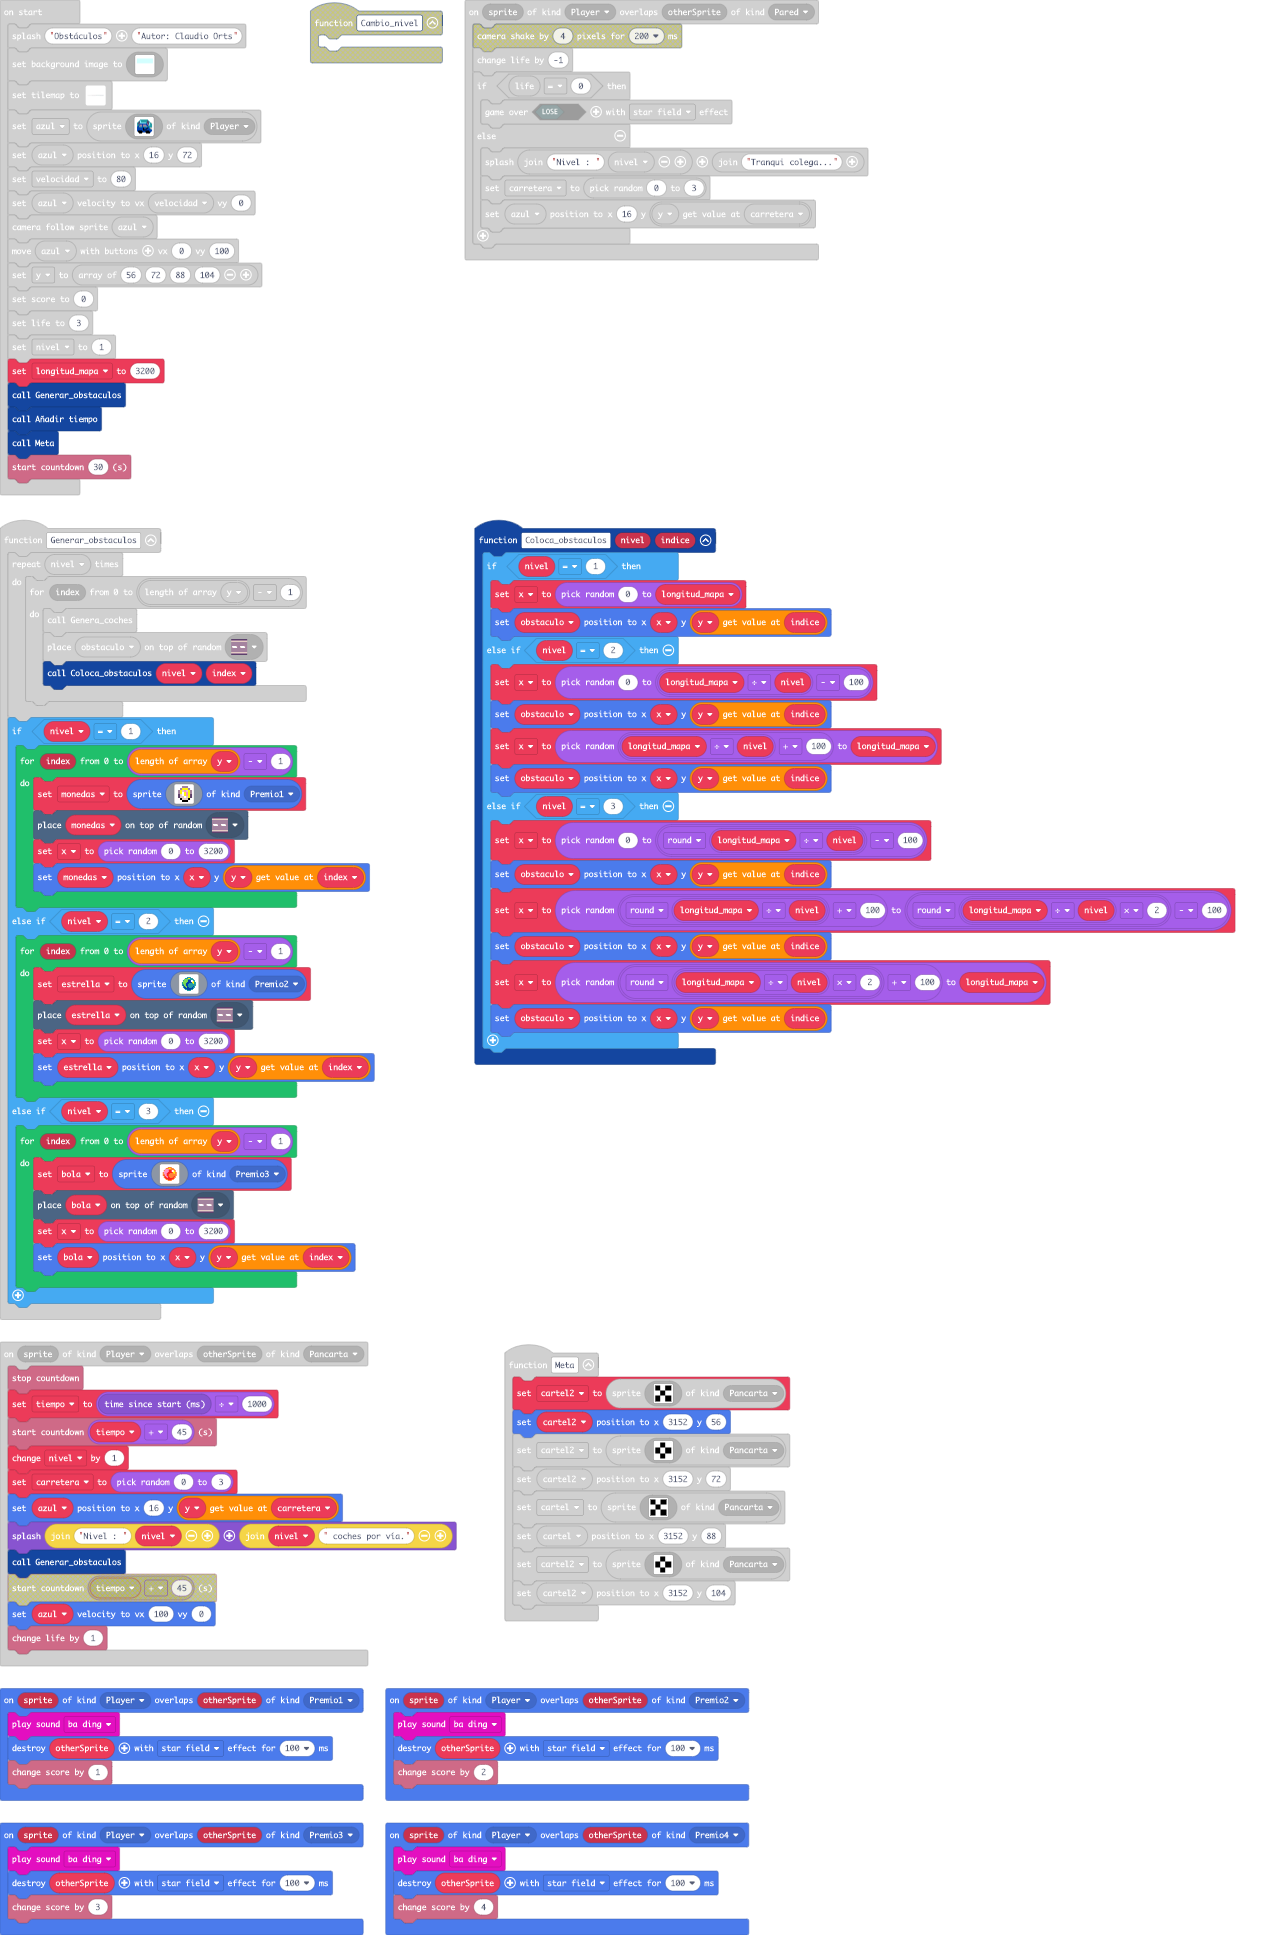 on start
splash "Obstáculos" "Autor: Claudio Orts"
set background image to
set tilemap to
set azul to sprite of kind Player
set azul position to x 16 y 72
set velocidad to 80
set azul velocity to vx velocidad vy 0
camera follow sprite azul
move azul with buttons vx 0 vy 100
set y to array of 56 72 88 104
set score to 0
set life to 3
set nivel to 1
set longitud_mapa to 3200
call Generar_obstaculos
call Añadir tiempo
call Meta
start countdown 30 (s)
function Cambio_nivel
on sprite of kind Player overlaps otherSprite of kind Pared
camera shake by 4 pixels for 200 ms
change life by -1
if life = 0 then
game over LOSE with star field effect
else
splash join "Nivel : " nivel join "Tranqui colega..."
set carretera to pick random 0 to 3
set azul position to x 16 y y get value at carretera
function Generar_obstaculos
repeat nivel times
do
for index from 0 to length of array y - 1
do
call Genera_coches
place obstaculo on top of random
call Coloca_obstaculos nivel index
if nivel = 1 then
for index from 0 to length of array y - 1
do
set monedas to sprite of kind Premio1
place monedas on top of random
set x to pick random 0 to 3200
set monedas position to x x y y get value at index
else if nivel = 2 then
for index from 0 to length of array y - 1
do
set estrella to sprite of kind Premio2
place estrella on top of random
set x to pick random 0 to 3200
set estrella position to x x y y get value at index
else if nivel = 3 then
for index from 0 to length of array y - 1
do
set bola to sprite of kind Premio3
place bola on top of random
set x to pick random 0 to 3200
set bola position to x x y y get value at index
function Coloca_obstaculos nivel indice
if nivel = 1 then
set x to pick random 0 to longitud_mapa
set obstaculo position to x x y y get value at indice
else if nivel = 2 then
set x to pick random 0 to longitud_mapa ÷ nivel - 100
set obstaculo position to x x y y get value at indice
set x to pick random longitud_mapa ÷ nivel + 100 to longitud_mapa
set obstaculo position to x x y y get value at indice
else if nivel = 3 then
set x to pick random 0 to round longitud_mapa ÷ nivel - 100
set obstaculo position to x x y y get value at indice
set x to pick random round longitud_mapa ÷ nivel + 100 to round longitud_mapa ÷ nivel × 2 - 100
set obstaculo position to x x y y get value at indice
set x to pick random round longitud_mapa ÷ nivel × 2 + 100 to longitud_mapa
set obstaculo position to x x y y get value at indice
on sprite of kind Player overlaps otherSprite of kind Pancarta
stop countdown
set tiempo to time since start (ms) ÷ 1000
start countdown tiempo + 45 (s)
change nivel by 1
set carretera to pick random 0 to 3
set azul position to x 16 y y get value at carretera
splash join "Nivel : " nivel join nivel " coches por vía."
call Generar_obstaculos
start countdown tiempo + 45 (s)
set azul velocity to vx 100 vy 0
change life by 1
function Meta
set cartel2 to sprite of kind Pancarta
set cartel2 position to x 3152 y 56
set cartel2 to sprite of kind Pancarta
set cartel2 position to x 3152 y 72
set cartel to sprite of kind Pancarta
set cartel position to x 3152 y 88
set cartel2 to sprite of kind Pancarta
set cartel2 position to x 3152 y 104
on sprite of kind Player overlaps otherSprite of kind Premio1
play sound ba ding
destroy otherSprite with star field effect for 100 ms
change score by 1
on sprite of kind Player overlaps otherSprite of kind Premio2
play sound ba ding
destroy otherSprite with star field effect for 100 ms
change score by 2
on sprite of kind Player overlaps otherSprite of kind Premio3
play sound ba ding
destroy otherSprite with star field effect for 100 ms
change score by 3
on sprite of kind Player overlaps otherSprite of kind Premio4
play sound ba ding
destroy otherSprite with star field effect for 100 ms
change score by 4